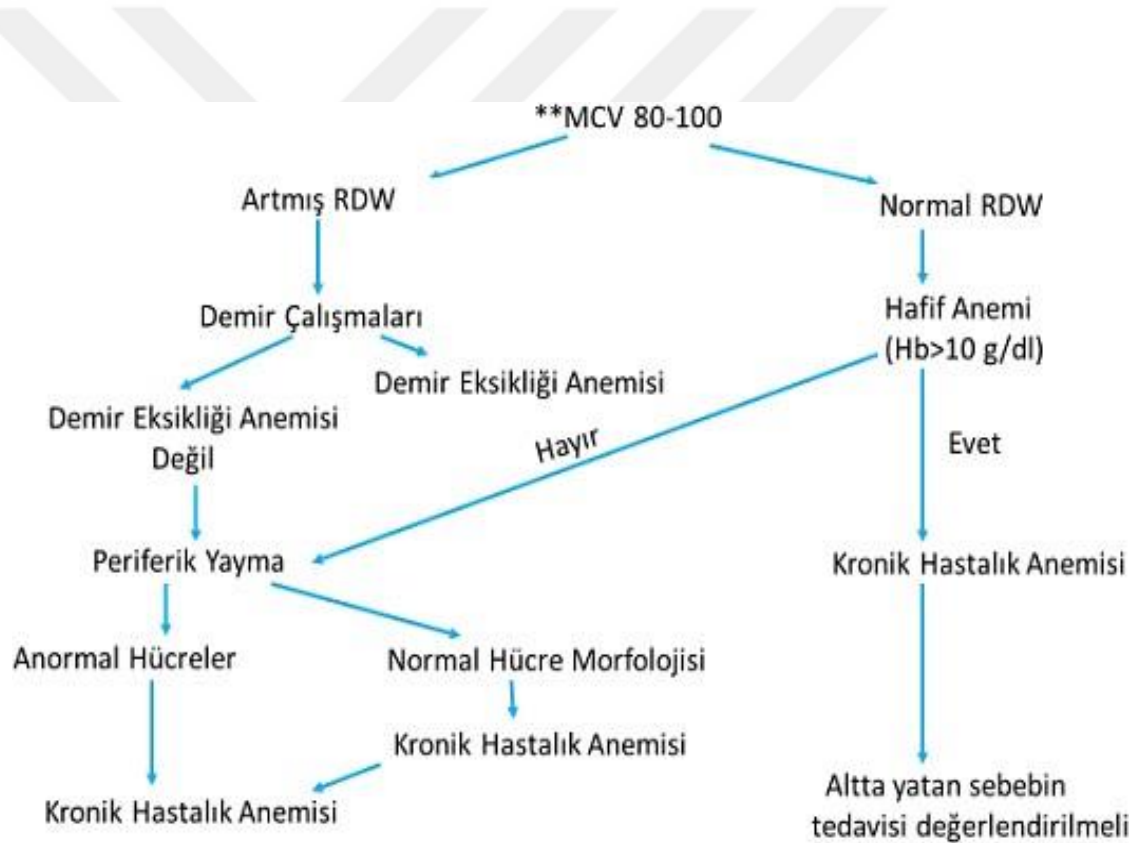 **MCV 80-100
Artmış RDW
Normal RDW
Demir Çalışmaları
Hafif Anemi
(Hb>10 g/dl)
Demir Eksikliği Anemisi
Demir Eksikliği Anemisi
Değil
Hayır
Evet
Periferik Yayma
Kronik Hastalık Anemisi
Anormal Hücreler
Normal Hücre Morfolojisi
Kronik Hastalık Anemisi
Kronik Hastalık Anemisi
Altta yatan sebebin
tedavisi değerlendirilmeli